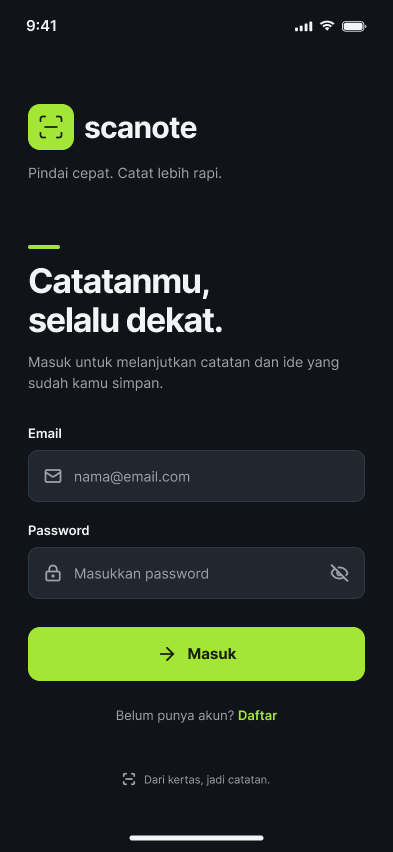 9:41
scanote
Pindai cepat. Catat lebih rapi.
Catatanmu,
selalu dekat.
Masuk untuk melanjutkan catatan dan ide yang
sudah kamu simpan.
Email
nama@email.com
Password
Masukkan password
Masuk
Belum punya akun? Daftar
Dari kertas, jadi catatan.